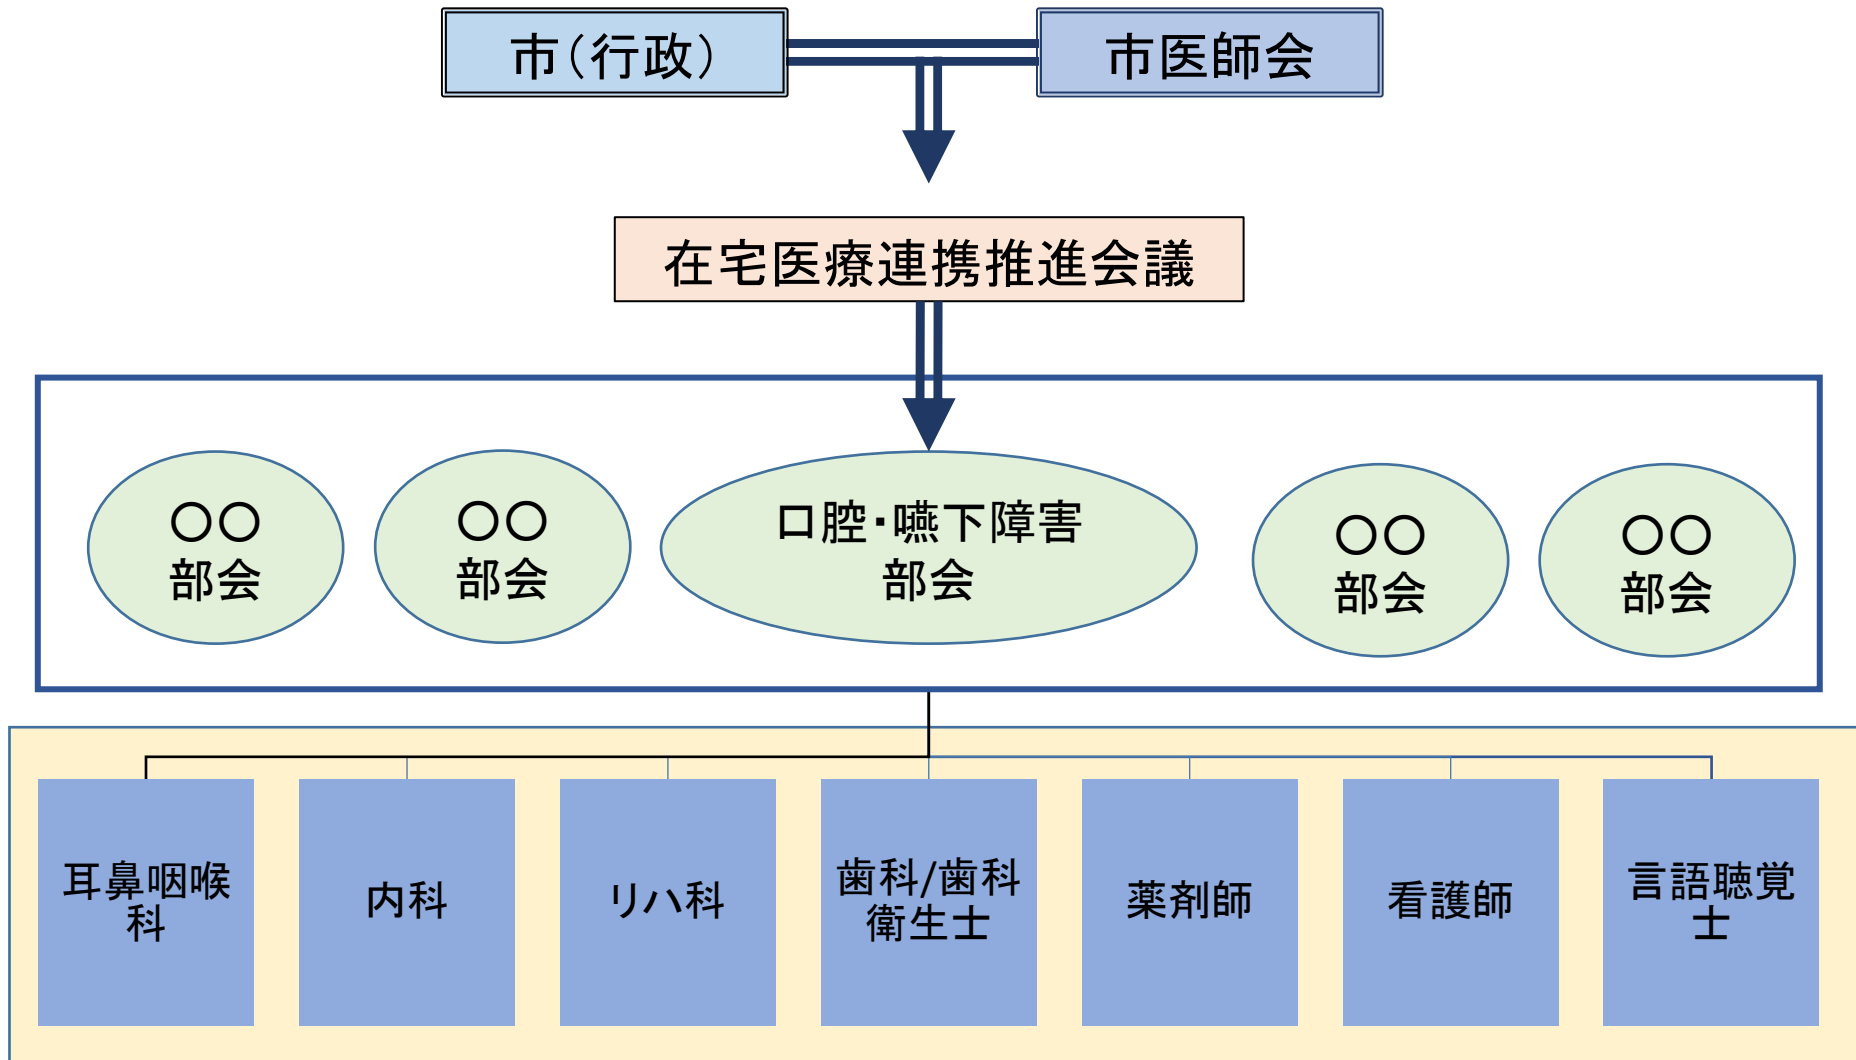 市（行政）
市医師会
在宅医療連携推進会議
〇〇
部会
〇〇
部会
口腔・嚥下障害
部会
〇〇
部会
〇〇
部会
耳鼻咽喉
科
内科
リハ科
歯科/歯科
衛生士
薬剤師
看護師
言語聴覚
士